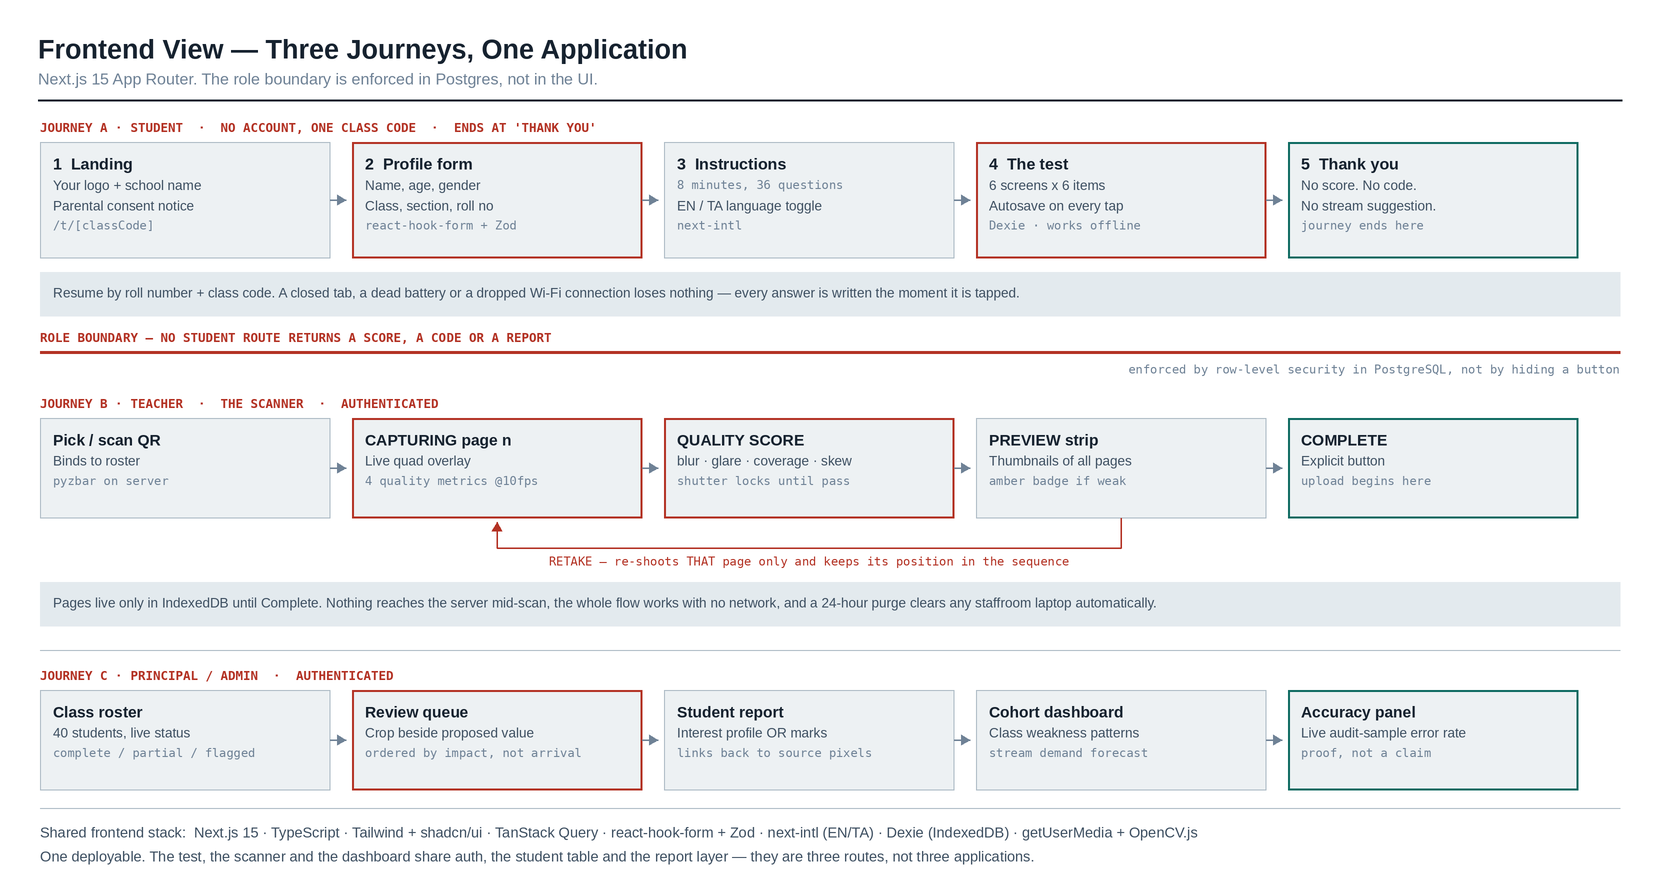 Frontend View — Three Journeys, One Application
Next.js 15 App Router. The role boundary is enforced in Postgres, not in the UI.
JOURNEY A · STUDENT · NO ACCOUNT, ONE CLASS CODE · ENDS AT 'THANK YOU'
1 Landing
Your logo + school name
Parental consent notice
/t/[classCode]
2 Profile form
Name, age, gender
Class, section, roll no
react-hook-form + Zod
3 Instructions
8 minutes, 36 questions
EN / TA language toggle
next-intl
4 The test
6 screens x 6 items
Autosave on every tap
Dexie · works offline
5 Thank you
No score. No code.
No stream suggestion.
journey ends here
Resume by roll number + class code. A closed tab, a dead battery or a dropped Wi-Fi connection loses nothing — every answer is written the moment it is tapped.
ROLE BOUNDARY — NO STUDENT ROUTE RETURNS A SCORE, A CODE OR A REPORT
enforced by row-level security in PostgreSQL, not by hiding a button
JOURNEY B · TEACHER · THE SCANNER · AUTHENTICATED
Pick / scan QR
Binds to roster
pyzbar on server
CAPTURING page n
Live quad overlay
4 quality metrics @10fps
QUALITY SCORE
blur · glare · coverage · skew
shutter locks until pass
PREVIEW strip
Thumbnails of all pages
amber badge if weak
COMPLETE
Explicit button
upload begins here
RETAKE — re-shoots THAT page only and keeps its position in the sequence
Pages live only in IndexedDB until Complete. Nothing reaches the server mid-scan, the whole flow works with no network, and a 24-hour purge clears any staffroom laptop automatically.
JOURNEY C · PRINCIPAL / ADMIN · AUTHENTICATED
Class roster
40 students, live status
complete / partial / flagged
Review queue
Crop beside proposed value
ordered by impact, not arrival
Student report
Interest profile OR marks
links back to source pixels
Cohort dashboard
Class weakness patterns
stream demand forecast
Accuracy panel
Live audit-sample error rate
proof, not a claim
Shared frontend stack: Next.js 15 · TypeScript · Tailwind + shadcn/ui · TanStack Query · react-hook-form + Zod · next-intl (EN/TA) · Dexie (IndexedDB) · getUserMedia + OpenCV.js
One deployable. The test, the scanner and the dashboard share auth, the student table and the report layer — they are three routes, not three applications.